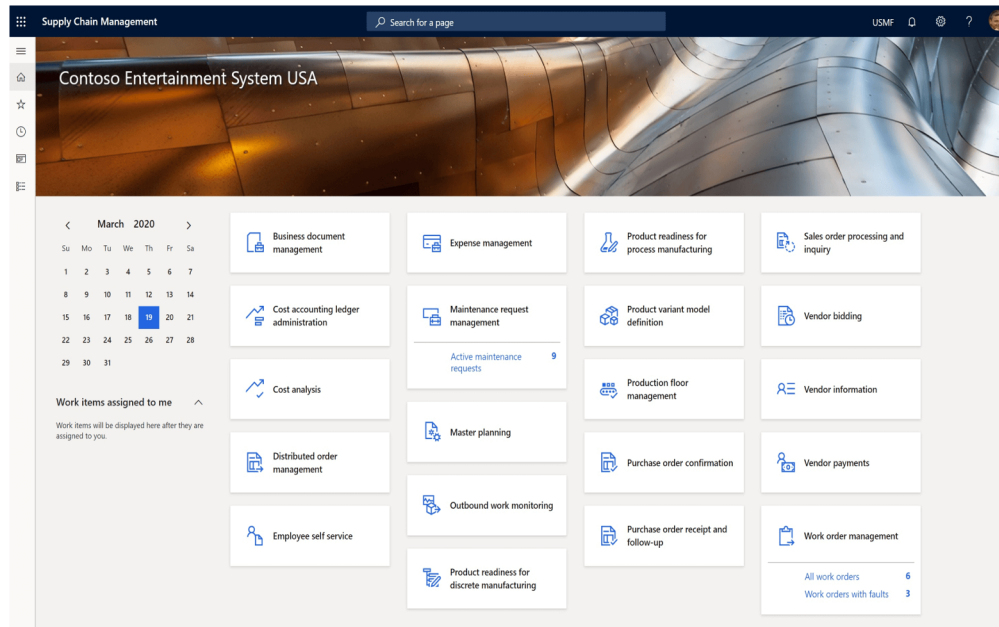 Supply Chain Management
Search for a page
USMF
?
Contoso Entertainment System USA
March 2020
Su Mo Tu We Th Fr Sa
1 2 3 4 5 6 7
8 9 10 11 12 13 14
15 16 17 18 19 20 21
22 23 24 25 26 27 28
29 30 31
Work items assigned to me
Work items will be displayed here after they are
assigned to you.
Business document
management
Cost accounting ledger
administration
Cost analysis
Distributed order
management
Employee self service
Expense management
Maintenance request
management
Active maintenance 9
requests
Master planning
Outbound work monitoring
Product readiness for
discrete manufacturing
Product readiness for
process manufacturing
Product variant model
definition
Production floor
management
Purchase order confirmation
Purchase order receipt and
follow-up
Sales order processing and
inquiry
Vendor bidding
Vendor information
Vendor payments
Work order management
All work orders 6
Work orders with faults 3